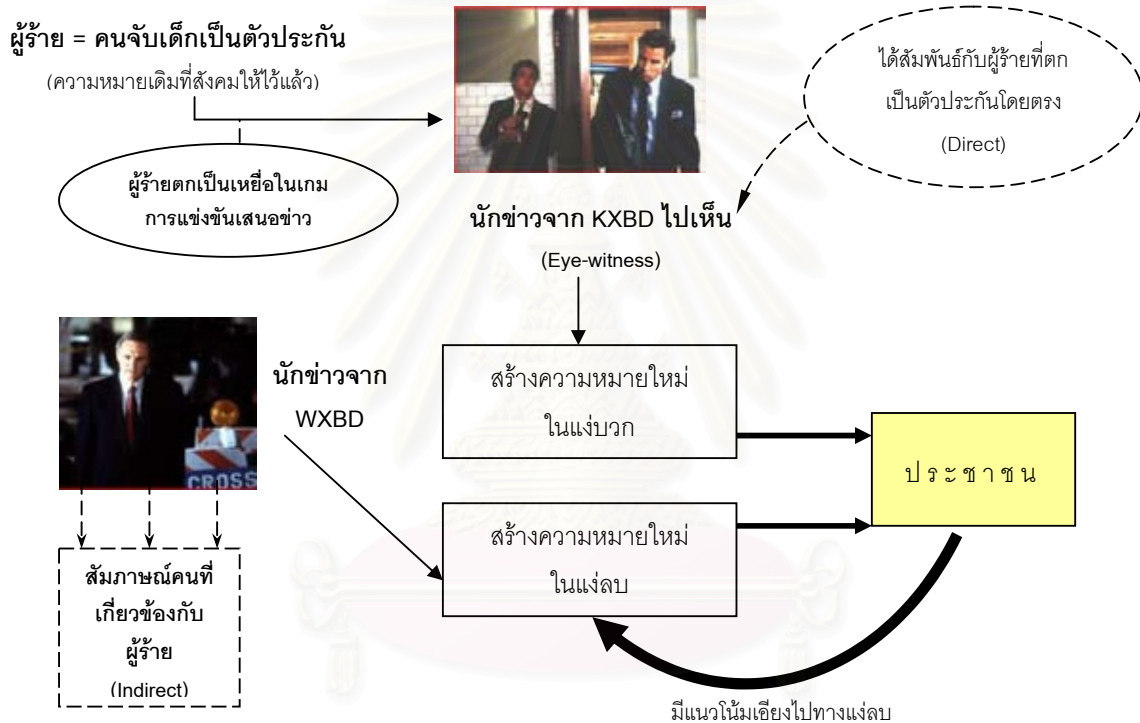 ผู้ร้าย = คนจับเด็กเป็นตัวประกัน
(ความหมายเดิมที่สังคมให้ไว้แล้ว)
ผู้ร้ายตกเป็นเหยื่อในเกม
การแข่งขันเสนอข่าว
ได้สัมพันธ์กับผู้ร้ายที่ตก
เป็นตัวประกันโดยตรง
(Direct)
นักข่าวจาก KXBD ไปเห็น
(Eye-witness)
สร้างความหมายใหม่
ในแง่บวก
นักข่าวจาก
WXBD
CROSS
สร้างความหมายใหม่
ในแง่ลบ
ประชาชน
สัมภาษณ์คนที่
เกี่ยวข้องกับ
ผู้ร้าย
(Indirect)
มีแนวโน้มเอียงไปทางแง่ลบ